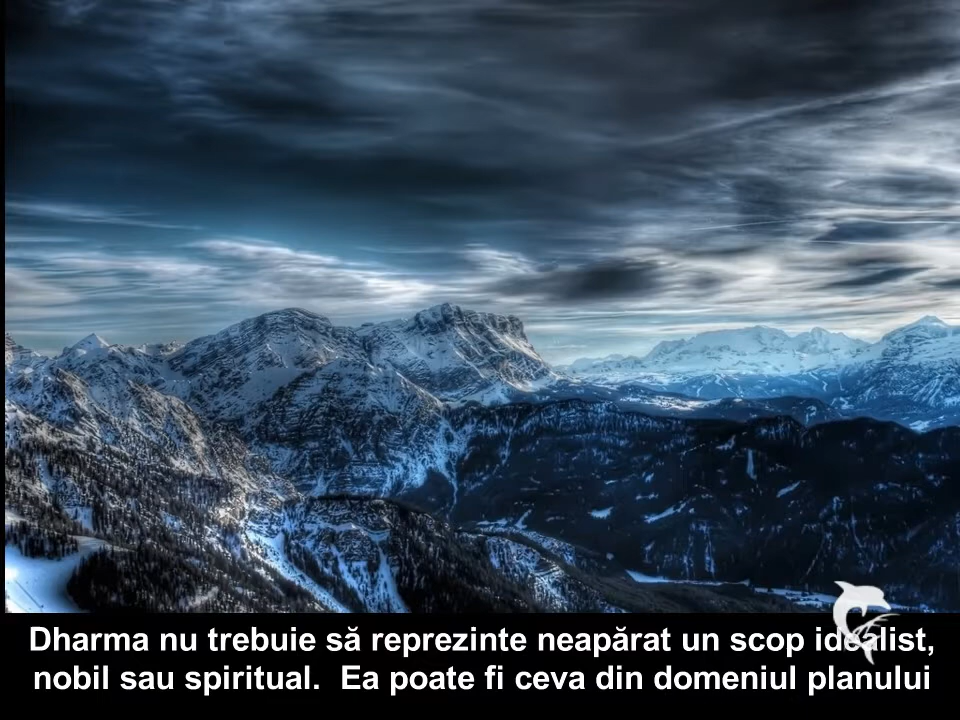 Dharma nu trebuie să reprezinte neapărat un scop idealist,
nobil sau spiritual.  Ea poate fi ceva din domeniul planului